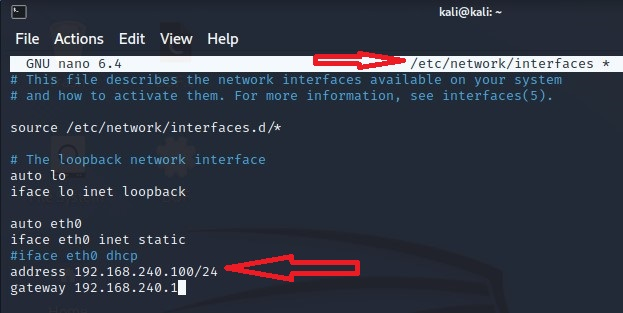 kali@kali: ~
File Actions Edit View Help
GNU nano 6.4 /etc/network/interfaces *
# This file describes the network interfaces available on your system
# and how to activate them. For more information, see interfaces(5).
source /etc/network/interfaces.d/*
# The loopback network interface
auto lo
iface lo inet loopback
auto eth0
iface eth0 inet static
#iface eth0 dhcp
address 192.168.240.100/24
gateway 192.168.240.1